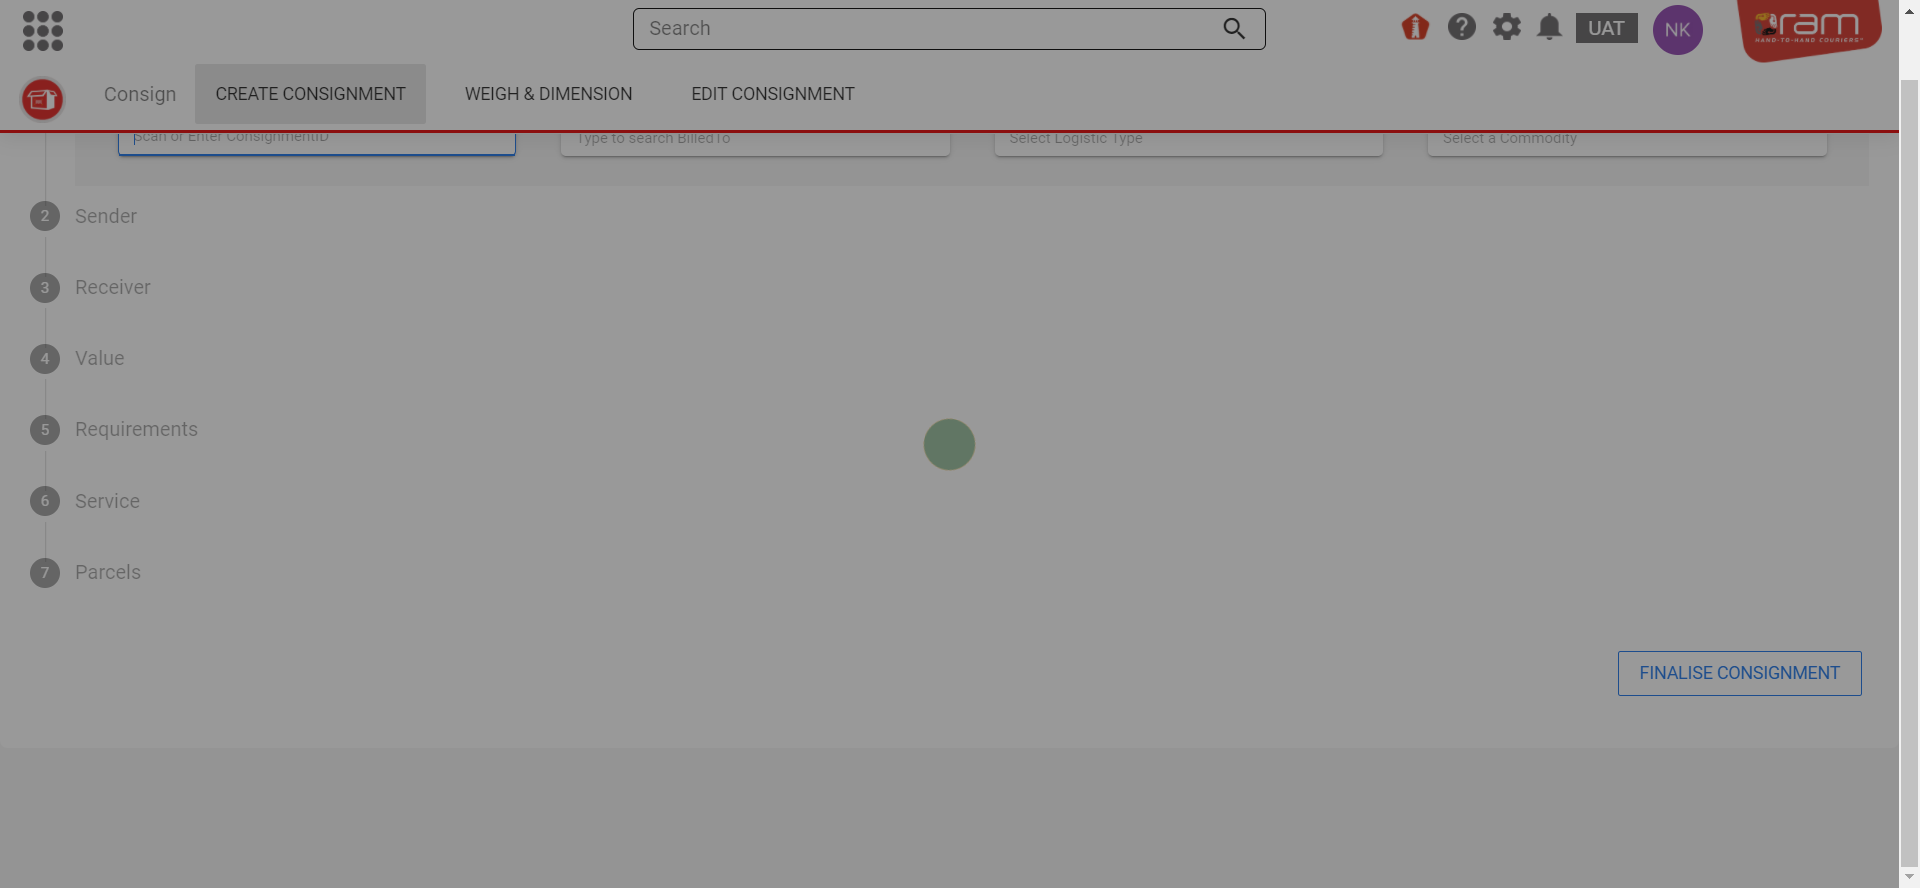 Search
UAT
NK
ram
HAND-TO-HAND COURIERS
Consign
CREATE CONSIGNMENT
WEIGH & DIMENSION
EDIT CONSIGNMENT
Scan or Enter ConsignmentID
Type to search BilledTo
Select Logistic Type
Select a Commodity
2 Sender
3 Receiver
4 Value
5 Requirements
6 Service
7 Parcels
FINALISE CONSIGNMENT